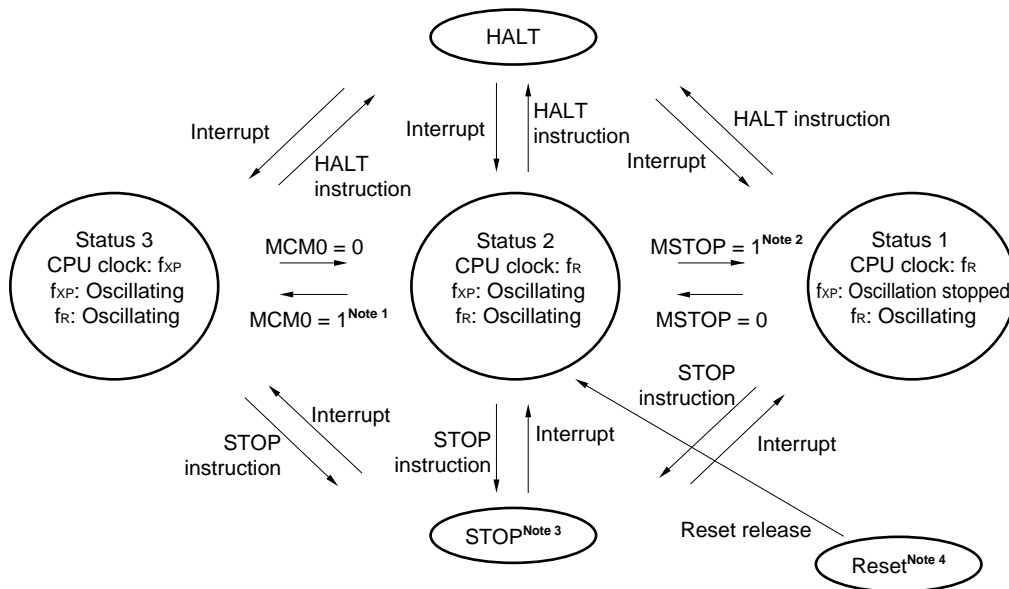 HALT
Interrupt
HALT
instruction
Interrupt
HALT
instruction
HALT instruction
Interrupt
Status 3
CPU clock: fXP
fXP: Oscillating
fR: Oscillating
MCM0 = 0
MCM0 = 1Note 1
Status 2
CPU clock: fR
fXP: Oscillating
fR: Oscillating
MSTOP = 1Note 2
MSTOP = 0
Status 1
CPU clock: fR
fXP: Oscillation stopped
fR: Oscillating
STOP
instruction
Interrupt
STOP
instruction
Interrupt
STOP
instruction
Interrupt
STOPNote 3
Reset release
ResetNote 4